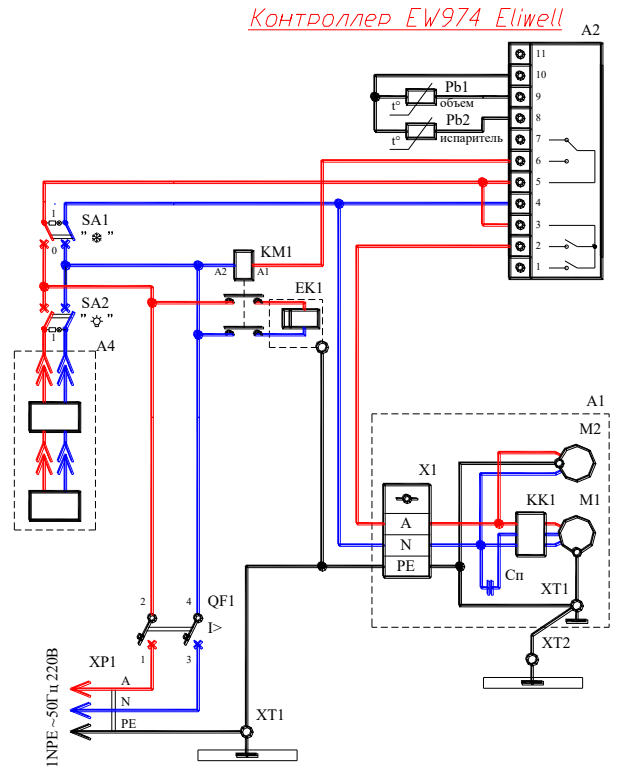 Контроллер EW974 Eliwell
A2
11
10
Pb1
9
t°
объем
8
Pb2
7
t°
испаритель
6
5
1
SA1
4
" ❄ "
0
3
KM1
A2
A1
2
EK1
1
SA2
" 💡 "
1
A4
A1
M2
X1
KK1
M1
A
N
PE
Сп
XT1
2
4
QF1
I>
XT2
1
3
XP1
A
N
PE
XT1
1NPE ~50Гц 220В